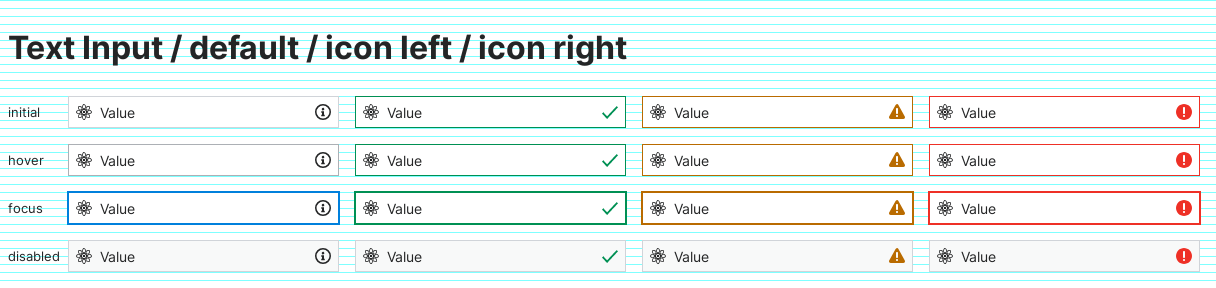 Text Input / default / icon left / icon right
initial Value Value Value Value
hover Value Value Value Value
focus Value Value Value Value
disabled Value Value Value Value